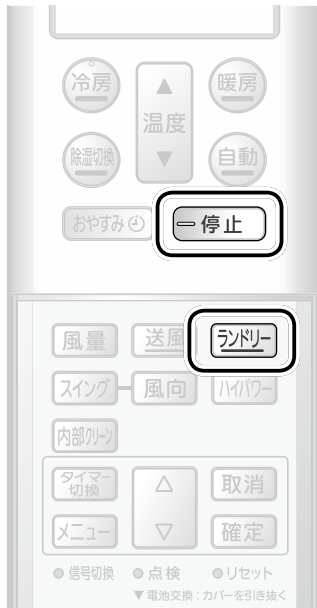 冷房 暖房
温度
除湿切換 自動
おやすみ 停止
風量 送風 ランドリー
スイング 風向 ハイパワー
内部クリーン
タイマー切換 取消
メニュー 確定
信号切換 点検 リセット
▼電池交換:カバーを引き抜く